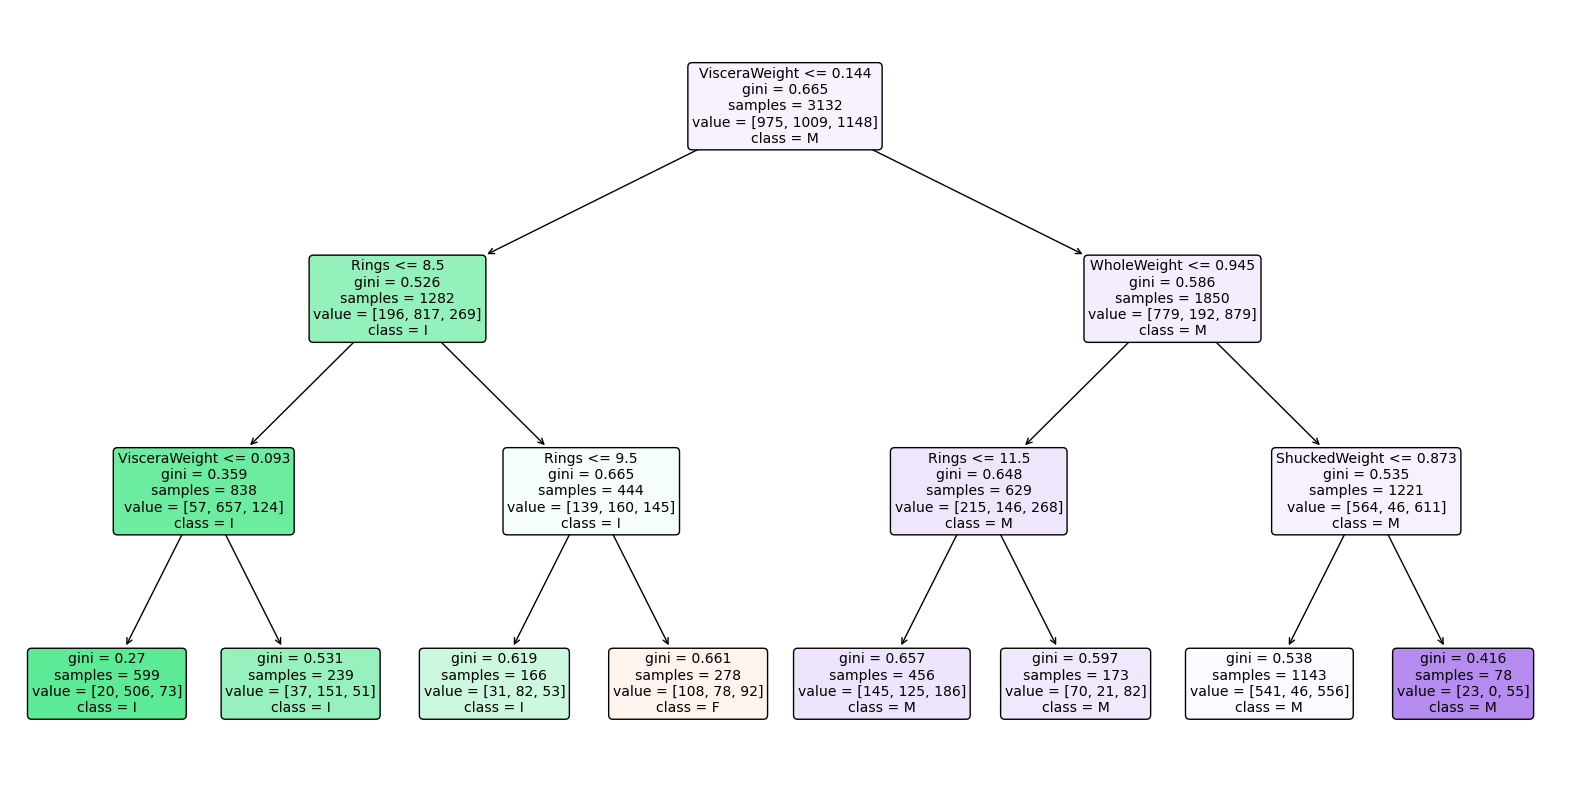 VisceraWeight <= 0.144
gini = 0.665
samples = 3132
value = [975, 1009, 1148]
class = M
Rings <= 8.5
gini = 0.526
samples = 1282
value = [196, 817, 269]
class = I
WholeWeight <= 0.945
gini = 0.586
samples = 1850
value = [779, 192, 879]
class = M
VisceraWeight <= 0.093
gini = 0.359
samples = 838
value = [57, 657, 124]
class = I
Rings <= 9.5
gini = 0.665
samples = 444
value = [139, 160, 145]
class = I
Rings <= 11.5
gini = 0.648
samples = 629
value = [215, 146, 268]
class = M
ShuckedWeight <= 0.873
gini = 0.535
samples = 1221
value = [564, 46, 611]
class = M
gini = 0.27
samples = 599
value = [20, 506, 73]
class = I
gini = 0.531
samples = 239
value = [37, 151, 51]
class = I
gini = 0.619
samples = 166
value = [31, 82, 53]
class = I
gini = 0.661
samples = 278
value = [108, 78, 92]
class = F
gini = 0.657
samples = 456
value = [145, 125, 186]
class = M
gini = 0.597
samples = 173
value = [70, 21, 82]
class = M
gini = 0.538
samples = 1143
value = [541, 46, 556]
class = M
gini = 0.416
samples = 78
value = [23, 0, 55]
class = M